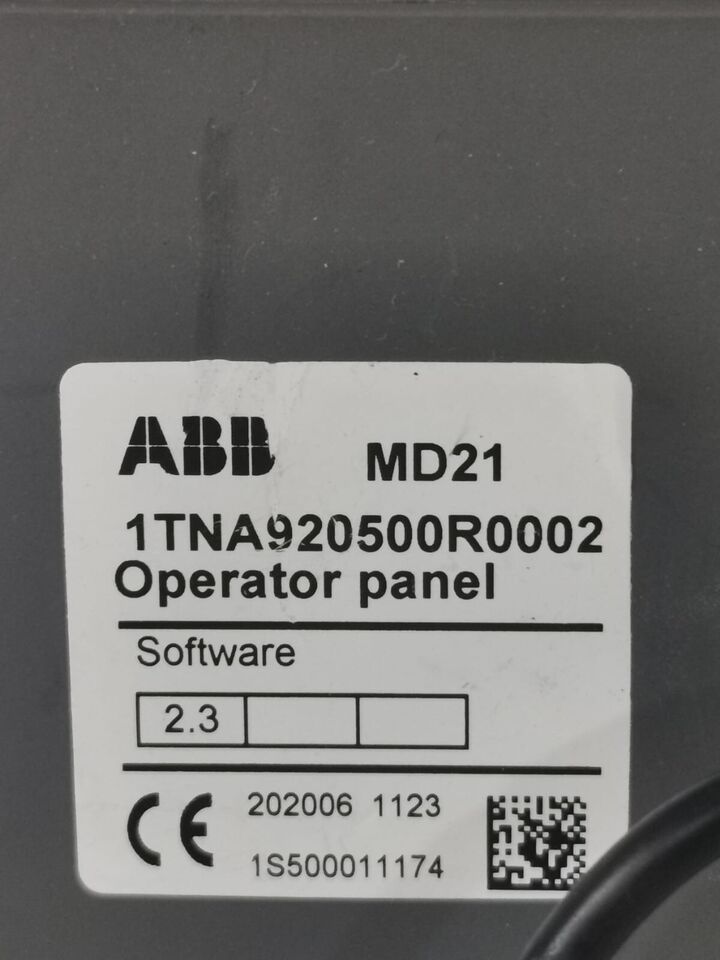 ABB MD21
1TNA920500R0002
Operator panel
Software
2.3
CE 202006 1123
1S500011174